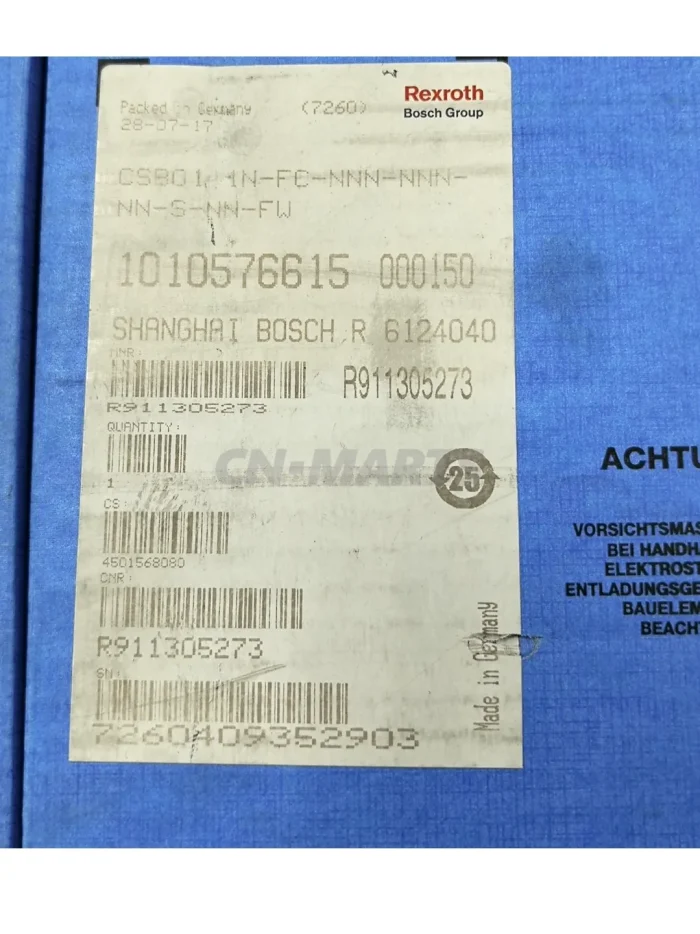 Packed in Germany (7260)
28-07-17
Rexroth
Bosch Group
CSB01.1N-FC-NNN-NNN-
NN-S-NN-FW
1010576615 000150
SHANGHAI BOSCH R 6124040
MNR:
R911305273
R911305273
QUANTITY:
1
CS:
4501568080
CNR:
R911305273
SN:
7260409352903
25
Made in Germany
CN-MART
ACHTU
VORSICHTSMAS
BEI HANDHA
ELEKTROST
ENTLADUNGSGE
BAUELEM
BEACHT